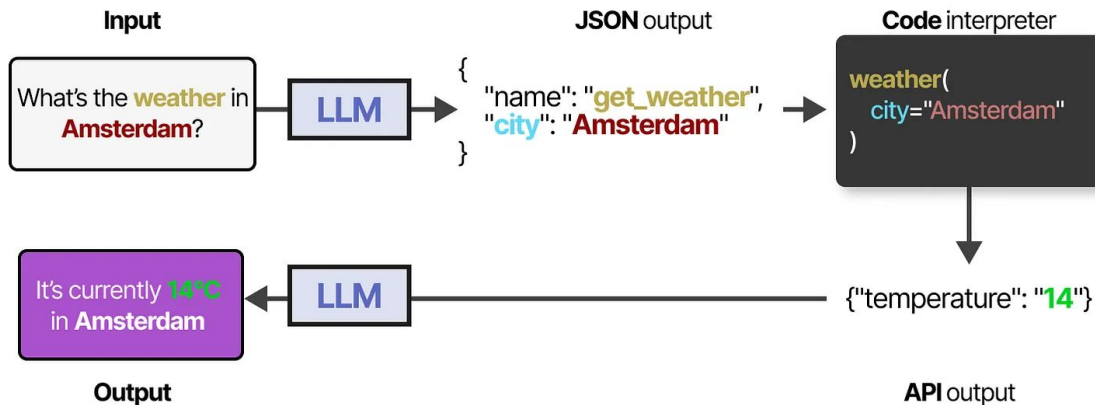 Input
JSON output
Code interpreter
What's the weather in
Amsterdam?
LLM
{
"name": "get_weather",
"city": "Amsterdam"
}
weather(
city="Amsterdam"
)
It's currently 14°C
in Amsterdam
LLM
{"temperature": "14"}
Output
API output